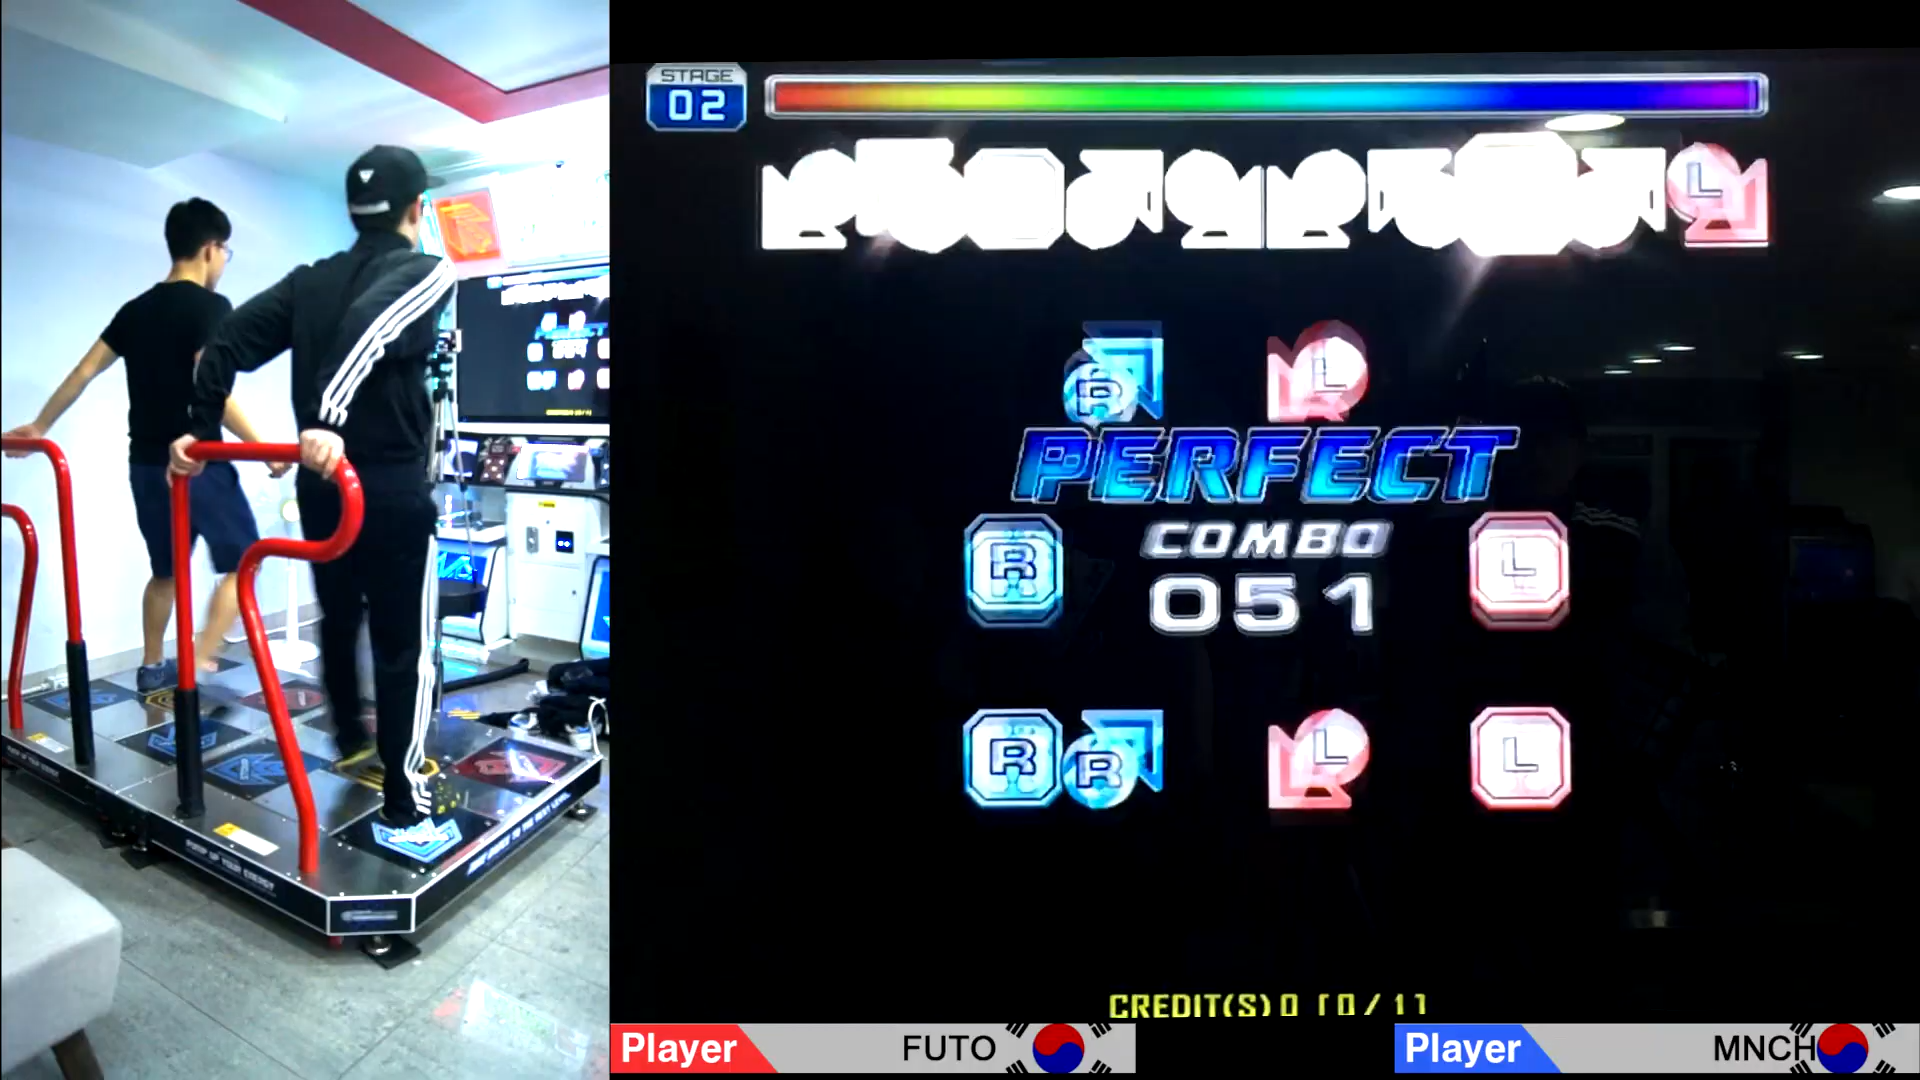 STAGE
02
L
R
L
PERFECT
R
COMBO
L
051
R
R
L
L
CREDIT(S) 0 [0/1]
Player FUTO
Player MNCH